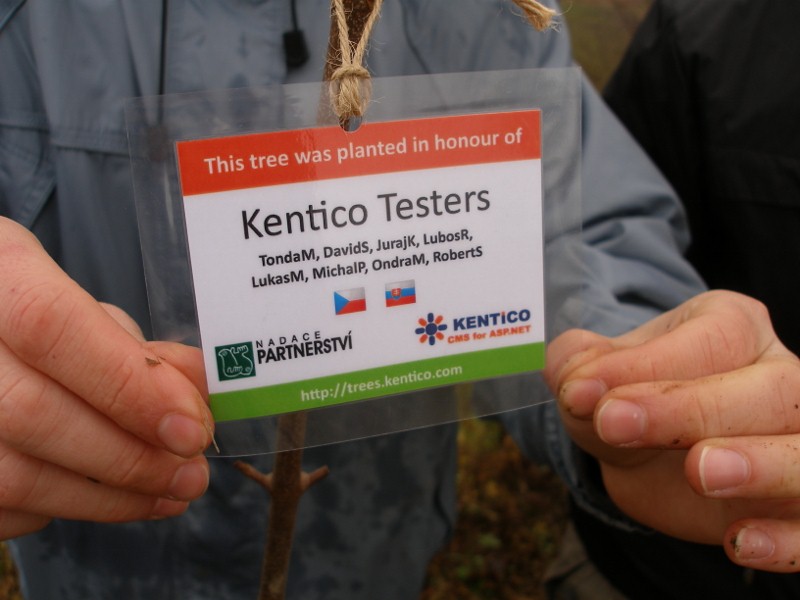 This tree was planted in honour of
Kentico Testers
TondaM, DavidS, JurajK, LubosR,
LukasM, MichalP, OndraM, RobertS
NADACE
PARTNERSTVÍ
KENTICO
CMS for ASP.NET
http://trees.kentico.com